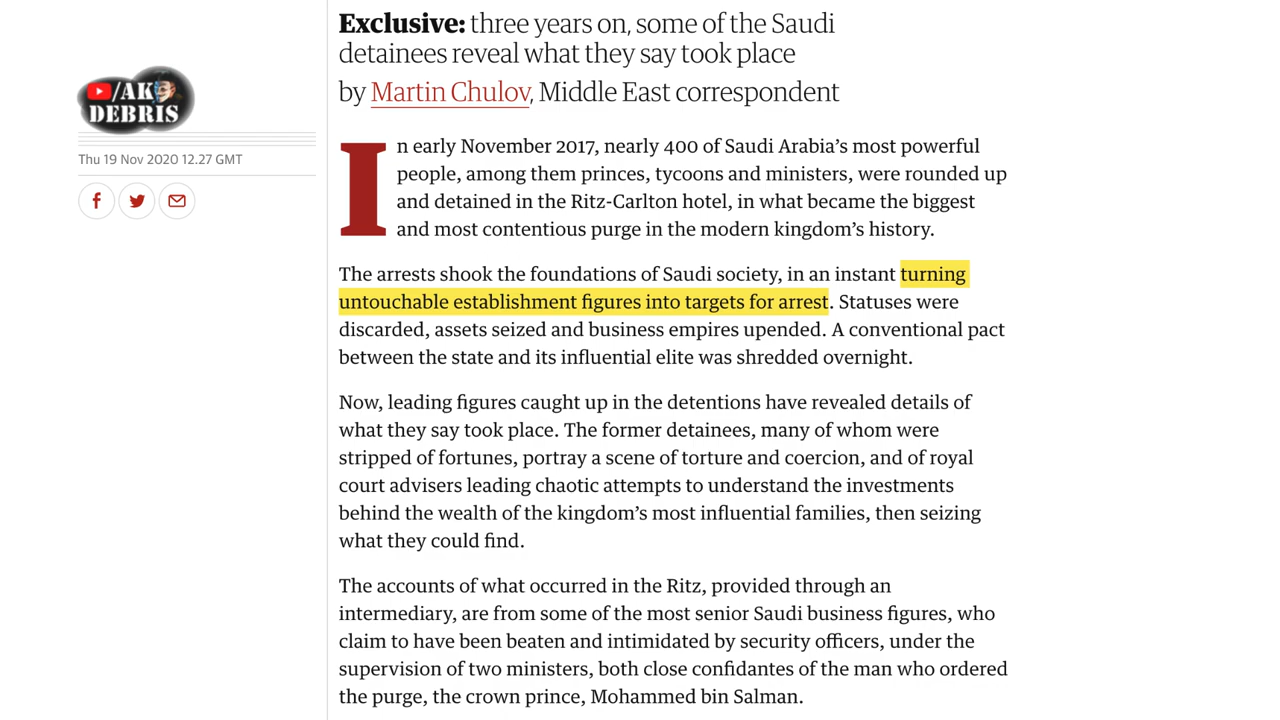 Exclusive: three years on, some of the Saudi
detainees reveal what they say took place
by Martin Chulov, Middle East correspondent
/AK
DEBRIS
Thu 19 Nov 2020 12.27 GMT
In early November 2017, nearly 400 of Saudi Arabia’s most powerful
people, among them princes, tycoons and ministers, were rounded up
and detained in the Ritz-Carlton hotel, in what became the biggest
and most contentious purge in the modern kingdom’s history.
The arrests shook the foundations of Saudi society, in an instant turning
untouchable establishment figures into targets for arrest. Statuses were
discarded, assets seized and business empires upended. A conventional pact
between the state and its influential elite was shredded overnight.
Now, leading figures caught up in the detentions have revealed details of
what they say took place. The former detainees, many of whom were
stripped of fortunes, portray a scene of torture and coercion, and of royal
court advisers leading chaotic attempts to understand the investments
behind the wealth of the kingdom’s most influential families, then seizing
what they could find.
The accounts of what occurred in the Ritz, provided through an
intermediary, are from some of the most senior Saudi business figures, who
claim to have been beaten and intimidated by security officers, under the
supervision of two ministers, both close confidantes of the man who ordered
the purge, the crown prince, Mohammed bin Salman.